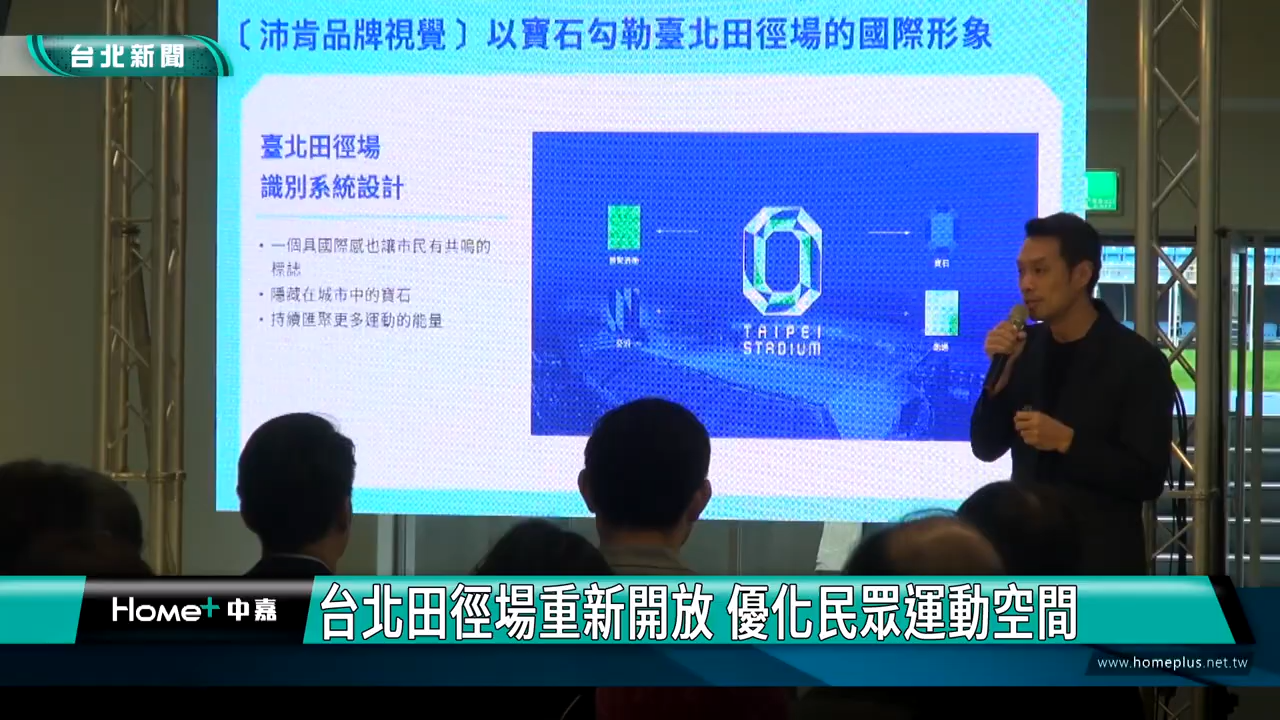 台北新聞
〔沛肯品牌視覺〕以寶石勾勒臺北田徑場的國際形象
臺北田徑場
識別系統設計
• 一個具國際感也讓市民有共鳴的
標誌
• 隱藏在城市中的寶石
• 持續匯聚更多運動的能量
寶石
TAIPEI
STADIUM
Home+ 中嘉
台北田徑場重新開放 優化民眾運動空間
www.homeplus.net.tw